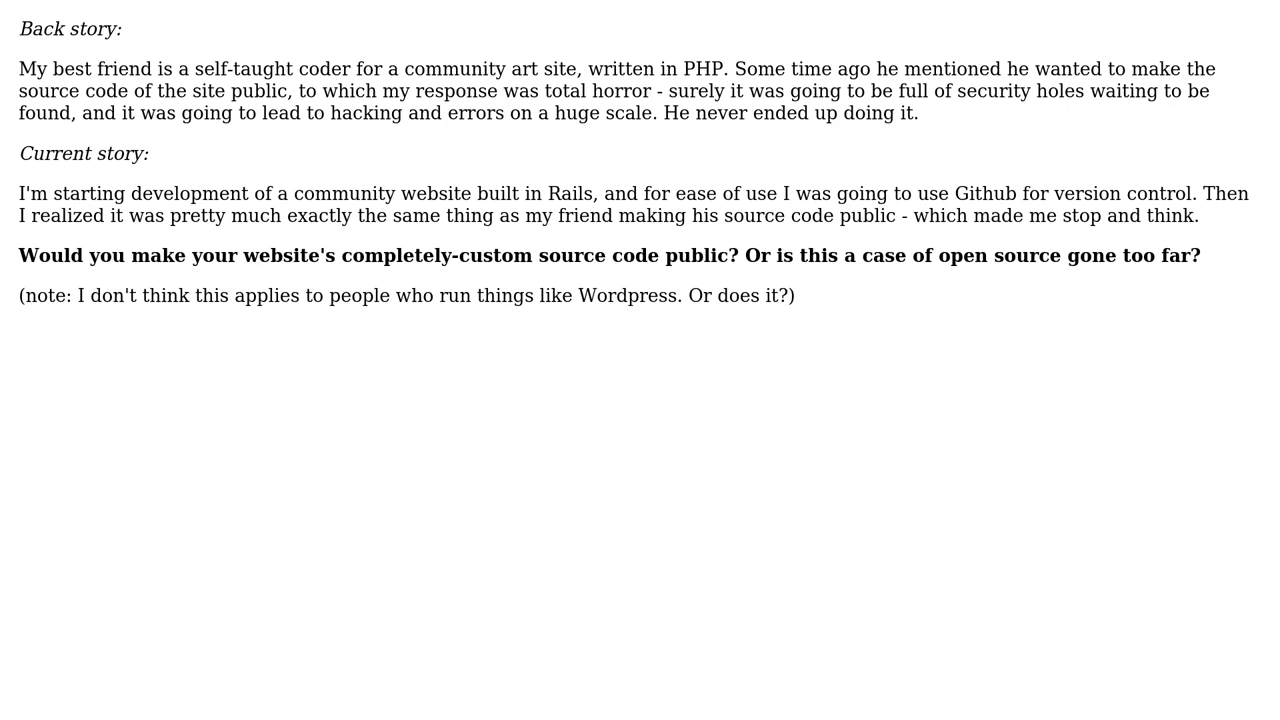 Back story:
My best friend is a self-taught coder for a community art site, written in PHP. Some time ago he mentioned he wanted to make the
source code of the site public, to which my response was total horror - surely it was going to be full of security holes waiting to be
found, and it was going to lead to hacking and errors on a huge scale. He never ended up doing it.
Current story:
I'm starting development of a community website built in Rails, and for ease of use I was going to use Github for version control. Then
I realized it was pretty much exactly the same thing as my friend making his source code public - which made me stop and think.
Would you make your website's completely-custom source code public? Or is this a case of open source gone too far?
(note: I don't think this applies to people who run things like Wordpress. Or does it?)